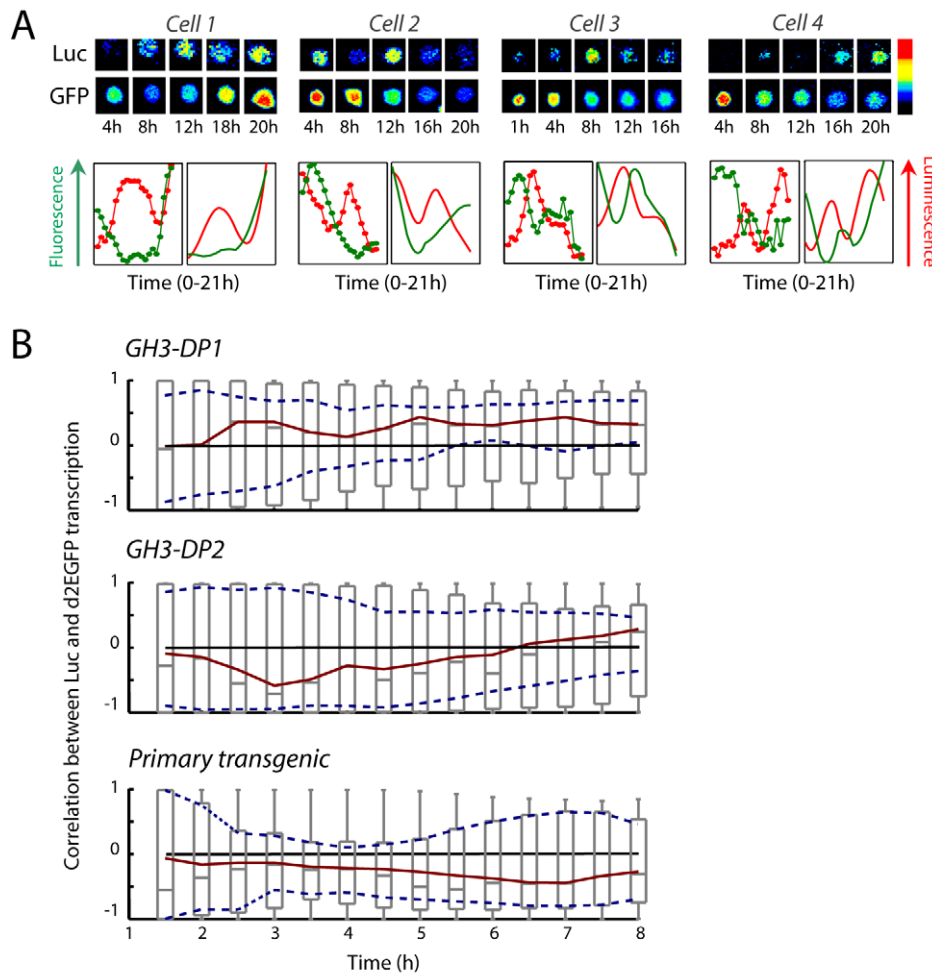 A
Cell 1 Cell 2 Cell 3 Cell 4
Luc
GFP
4h 8h 12h 18h 20h 4h 8h 12h 16h 20h 1h 4h 8h 12h 16h 4h 8h 12h 16h 20h
Fluorescence
Luminescence
Time (0-21h) Time (0-21h) Time (0-21h) Time (0-21h)
B
GH3-DP1
1
0
-1
GH3-DP2
1
0
-1
Primary transgenic
1
0
-1
Correlation between Luc and d2EGFP transcription
1 2 3 4 5 6 7 8
Time (h)